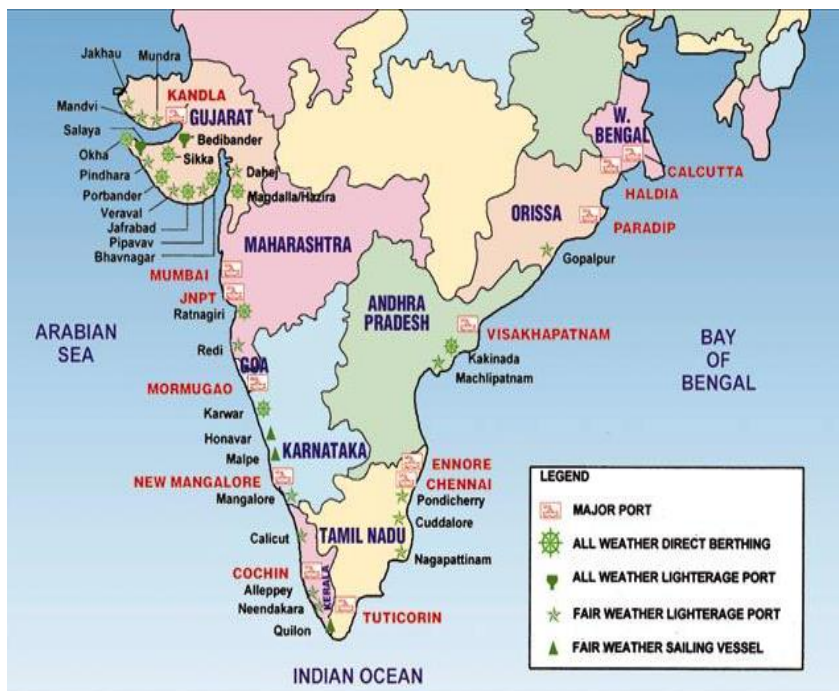 Jakhau
Mundra
KANDLA
Mandvi
GUJARAT
Salaya
Bedibander
Okha
Sikka
Pindhara
Dahej
Porbander
Magdalla/Hazira
Veraval
Jafrabad
Pipavav
Bhavnagar
W.
BENGAL
CALCUTTA
HALDIA
ORISSA
PARADIP
Gopalpur
MAHARASHTRA
MUMBAI
JNPT
Ratnagiri
ANDHRA
PRADESH
VISAKHAPATNAM
Kakinada
Machlipatnam
ARABIAN
SEA
BAY
OF
BENGAL
Redi
GOA
MORMUGAO
Karwar
Honavar
Malpe
KARNATAKA
NEW MANGALORE
Mangalore
ENNORE
CHENNAI
Pondicherry
Cuddalore
Nagapattinam
TAMIL NADU
Calicut
COCHIN
KERALA
Alleppey
Neendakara
Quilon
TUTICORIN
INDIAN OCEAN
LEGEND
MAJOR PORT
ALL WEATHER DIRECT BERTHING
ALL WEATHER LIGHTERAGE PORT
FAIR WEATHER LIGHTERAGE PORT
FAIR WEATHER SAILING VESSEL